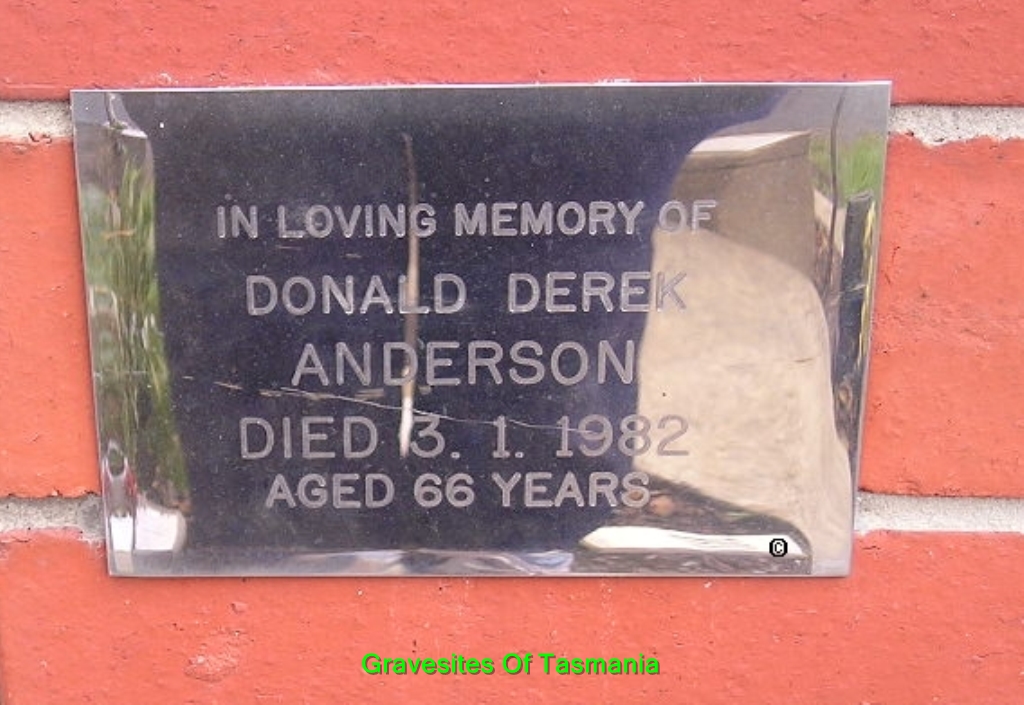 IN LOVING MEMORY OF
DONALD DEREK
ANDERSON
DIED 3. 1. 1982
AGED 66 YEARS
©
Gravesites Of Tasmania